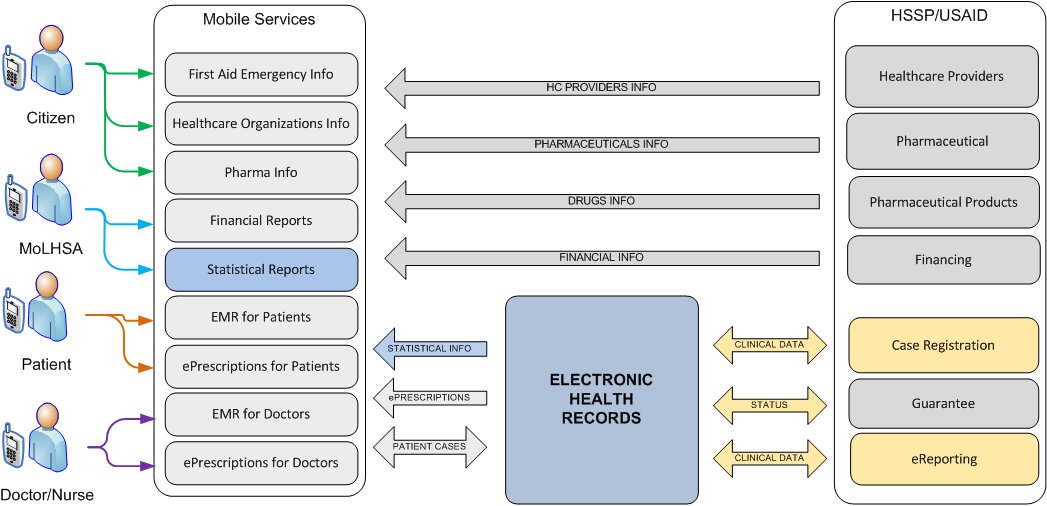 Mobile Services
HSSP/USAID
Citizen
MoLHSA
Patient
Doctor/Nurse
First Aid Emergency Info
Healthcare Organizations Info
Pharma Info
Financial Reports
Statistical Reports
EMR for Patients
ePrescriptions for Patients
EMR for Doctors
ePrescriptions for Doctors
HC PROVIDERS INFO
PHARMACEUTICALS INFO
DRUGS INFO
FINANCIAL INFO
STATISTICAL INFO
ePRESCRIPTIONS
PATIENT CASES
ELECTRONIC
HEALTH
RECORDS
CLINICAL DATA
STATUS
CLINICAL DATA
Healthcare Providers
Pharmaceutical
Pharmaceutical Products
Financing
Case Registration
Guarantee
eReporting